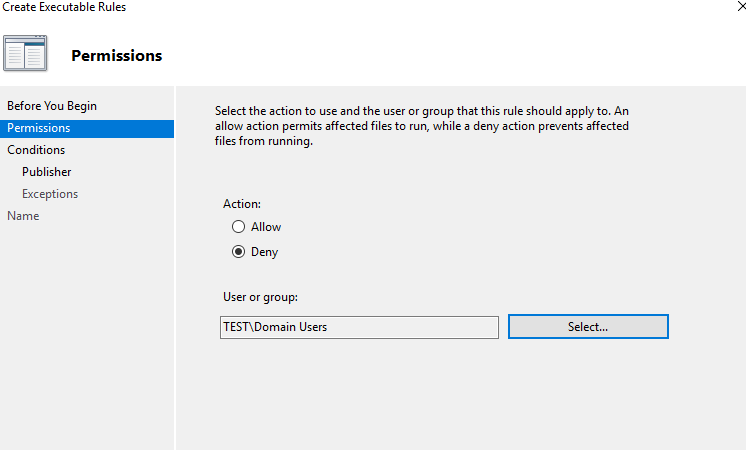 Create Executable Rules
Permissions
Before You Begin
Permissions
Conditions
Publisher
Exceptions
Name
Select the action to use and the user or group that this rule should apply to. An
allow action permits affected files to run, while a deny action prevents affected
files from running.
Action:
Allow
Deny
User or group:
TEST\Domain Users
Select...